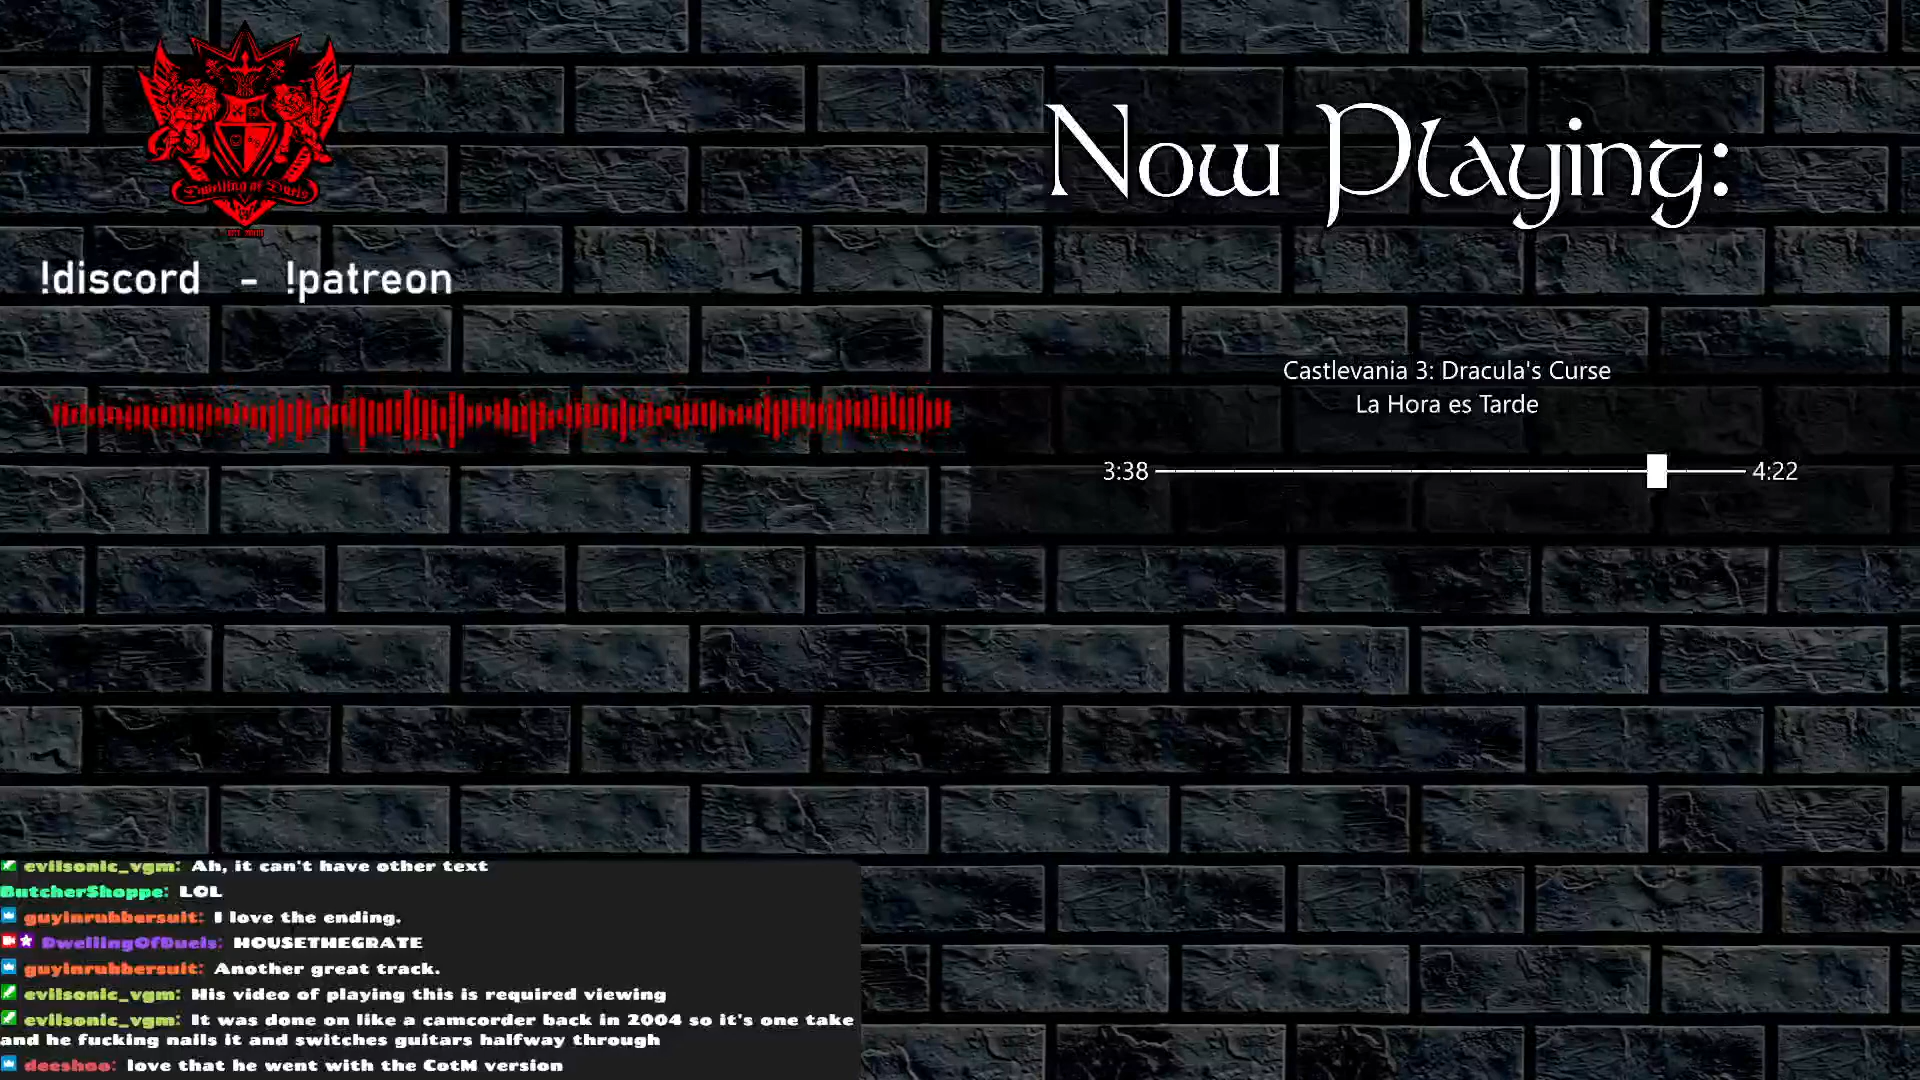 Dwelling of Duels
!discord - !patreon
Now Playing:
Castlevania 3: Dracula's Curse
La Hora es Tarde
3:38
4:22
evilsonic_vgm: Ah, it can't have other text
ButcherShoppe: LOL
guyinrubbersuit: I love the ending.
DwellingOfDuels: HOUSETHEGRATE
guyinrubbersuit: Another great track.
evilsonic_vgm: His video of playing this is required viewing
evilsonic_vgm: It was done on like a camcorder back in 2004 so it's one take
and he fucking nails it and switches guitars halfway through
deeshoo: love that he went with the CotM version